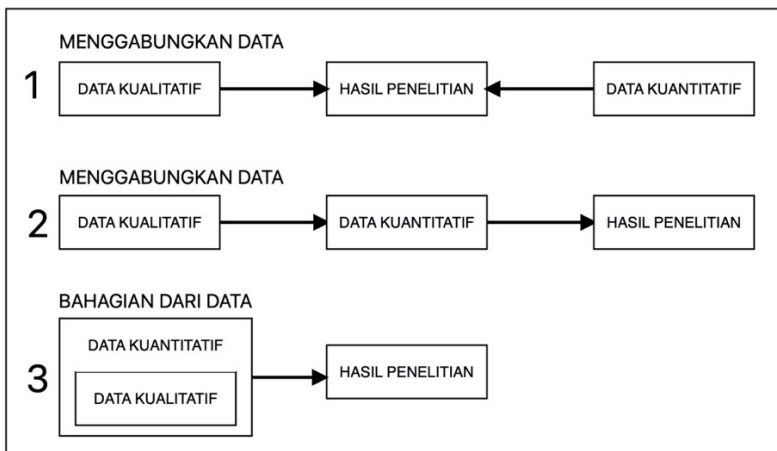 MENGGABUNGKAN DATA
1
DATA KUALITATIF
HASIL PENELITIAN
DATA KUANTITATIF
MENGGABUNGKAN DATA
2
DATA KUALITATIF
DATA KUANTITATIF
HASIL PENELITIAN
BAHAGIAN DARI DATA
3
DATA KUANTITATIF
DATA KUALITATIF
HASIL PENELITIAN